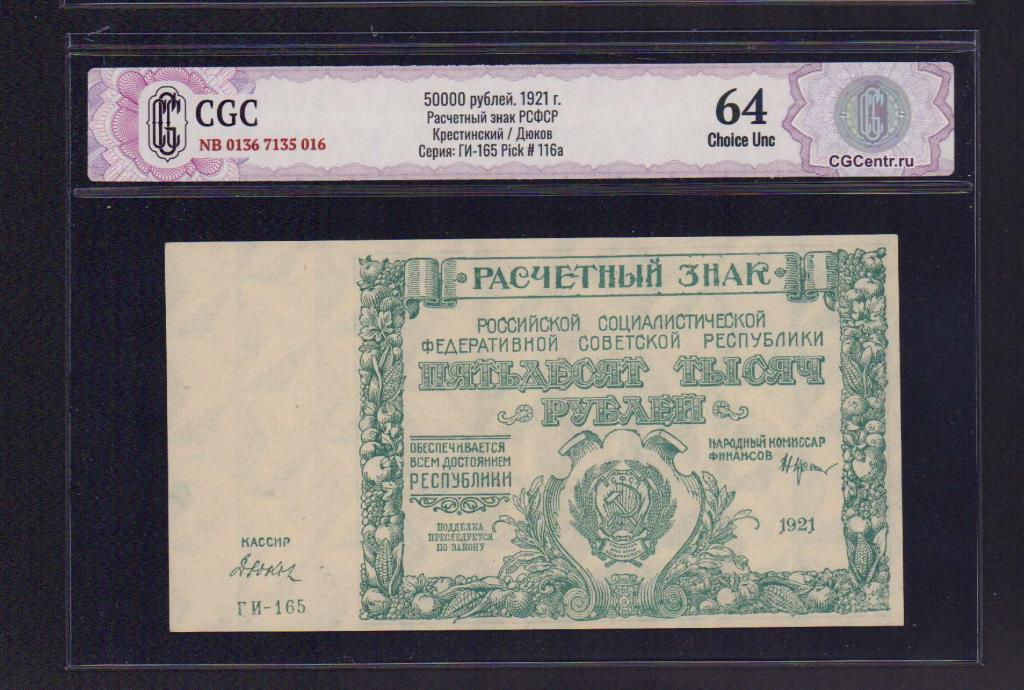 CGC
NB 0136 7135 016
50000 рублей. 1921 г.
Расчетный знак РСФСР
Крестинский / Дюков
Серия: ГИ-165 Pick # 116а
64
Choice Unc
CGCentr.ru
РАСЧЕТНЫЙ ЗНАК
РОССИЙСКОЙ СОЦИАЛИСТИЧЕСКОЙ
ФЕДЕРАТИВНОЙ СОВЕТСКОЙ РЕСПУБЛИКИ
ПЯТЬДЕСЯТ ТЫСЯЧ
РУБЛЕЙ
ОБЕСПЕЧИВАЕТСЯ
ВСЕМ ДОСТОЯНИЕМ
РЕСПУБЛИКИ
НАРОДНЫЙ КОМИССАР
ФИНАНСОВ
ПОДДЕЛКА
ПРЕСЛЕДУЕТСЯ
ПО ЗАКОНУ
1921
КАССИР
ГИ-165